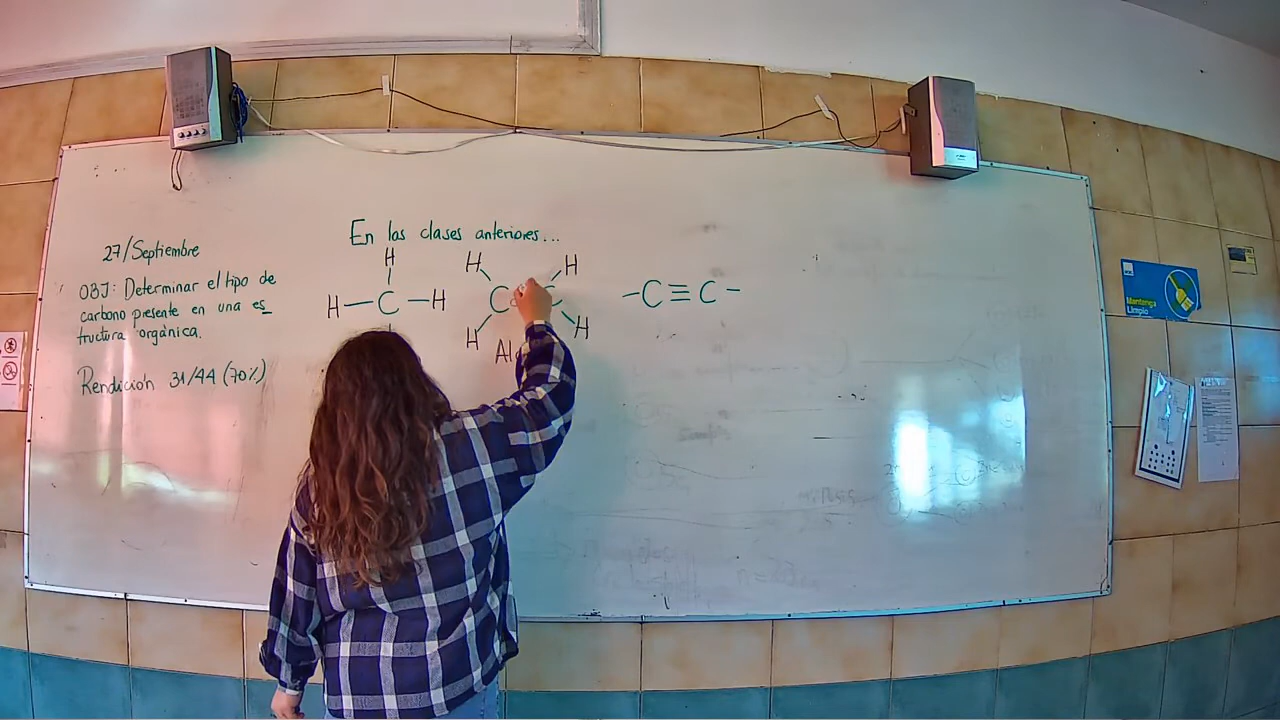 27/Septiembre
OBJ: Determinar el tipo de
carbono presente en una es_
tructura orgánica.
Rendición 31/44 (70%)
En las clases anteriores...
H
H—C—H
H H
C
H H
Al
-C≡C-
Mantenga
Limpio